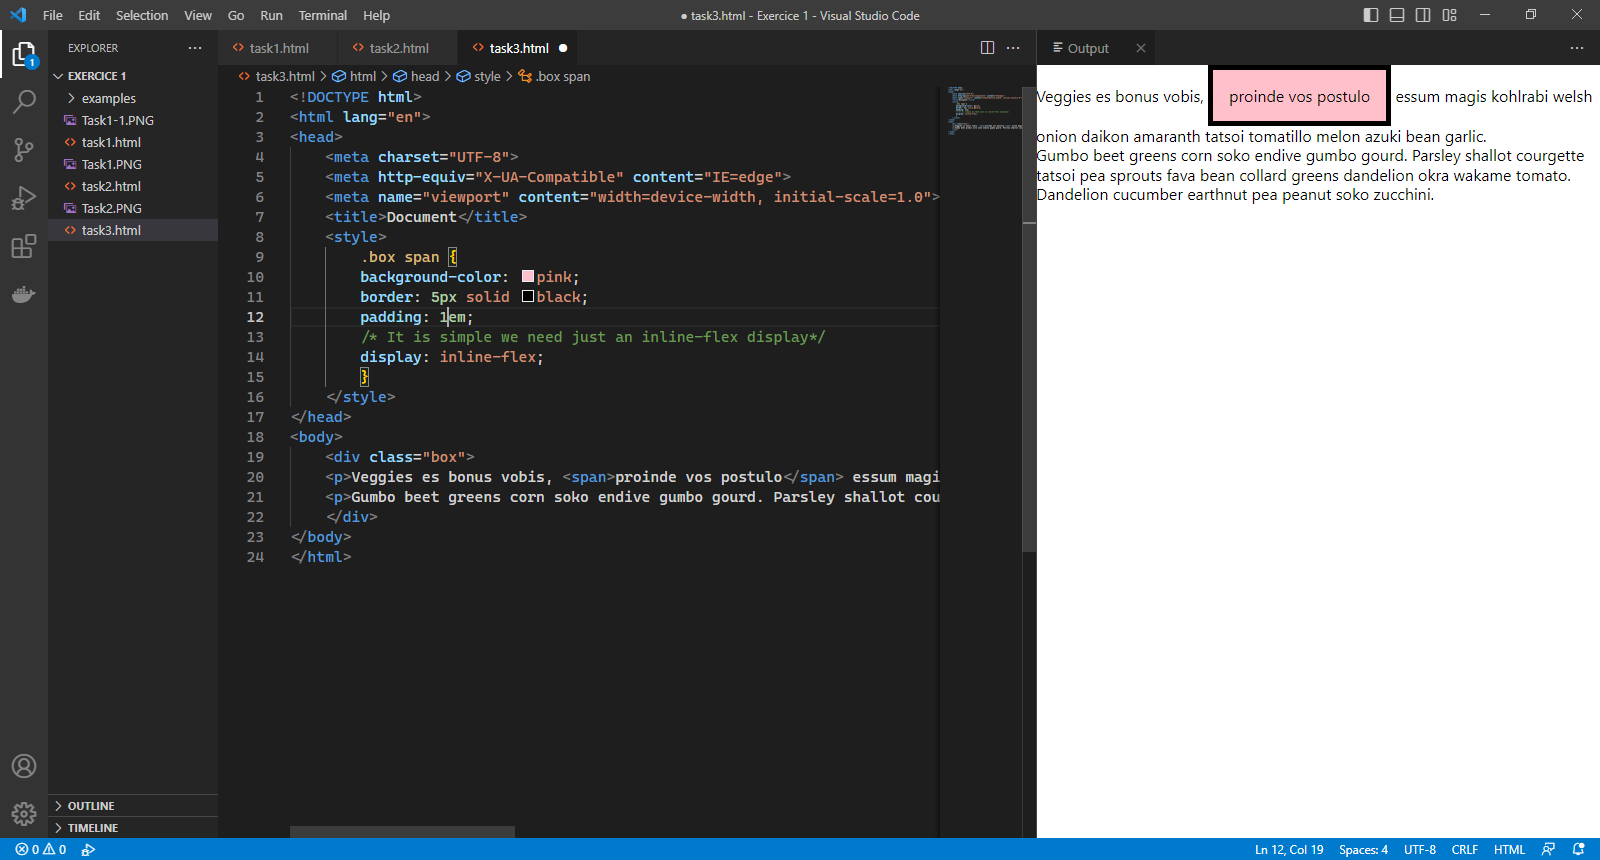 File Edit Selection View Go Run Terminal Help
● task3.html - Exercice 1 - Visual Studio Code
EXPLORER
EXERCICE 1
examples
Task1-1.PNG
task1.html
Task1.PNG
task2.html
Task2.PNG
task3.html
OUTLINE
TIMELINE
1
task1.html task2.html task3.html
task3.html > html > head > style > .box span
1 <!DOCTYPE html>
2 <html lang="en">
3 <head>
4 <meta charset="UTF-8">
5 <meta http-equiv="X-UA-Compatible" content="IE=edge">
6 <meta name="viewport" content="width=device-width, initial-scale=1.0">
7 <title>Document</title>
8 <style>
9 .box span {
10 background-color: pink;
11 border: 5px solid black;
12 padding: 1em;
13 /* It is simple we need just an inline-flex display*/
14 display: inline-flex;
15 }
16 </style>
17 </head>
18 <body>
19 <div class="box">
20 <p>Veggies es bonus vobis, <span>proinde vos postulo</span> essum magi
21 <p>Gumbo beet greens corn soko endive gumbo gourd. Parsley shallot cou
22 </div>
23 </body>
24 </html>
Output
Veggies es bonus vobis, proinde vos postulo essum magis kohlrabi welsh
onion daikon amaranth tatsoi tomatillo melon azuki bean garlic.
Gumbo beet greens corn soko endive gumbo gourd. Parsley shallot courgette
tatsoi pea sprouts fava bean collard greens dandelion okra wakame tomato.
Dandelion cucumber earthnut pea peanut soko zucchini.
0 0
Ln 12, Col 19 Spaces: 4 UTF-8 CRLF HTML